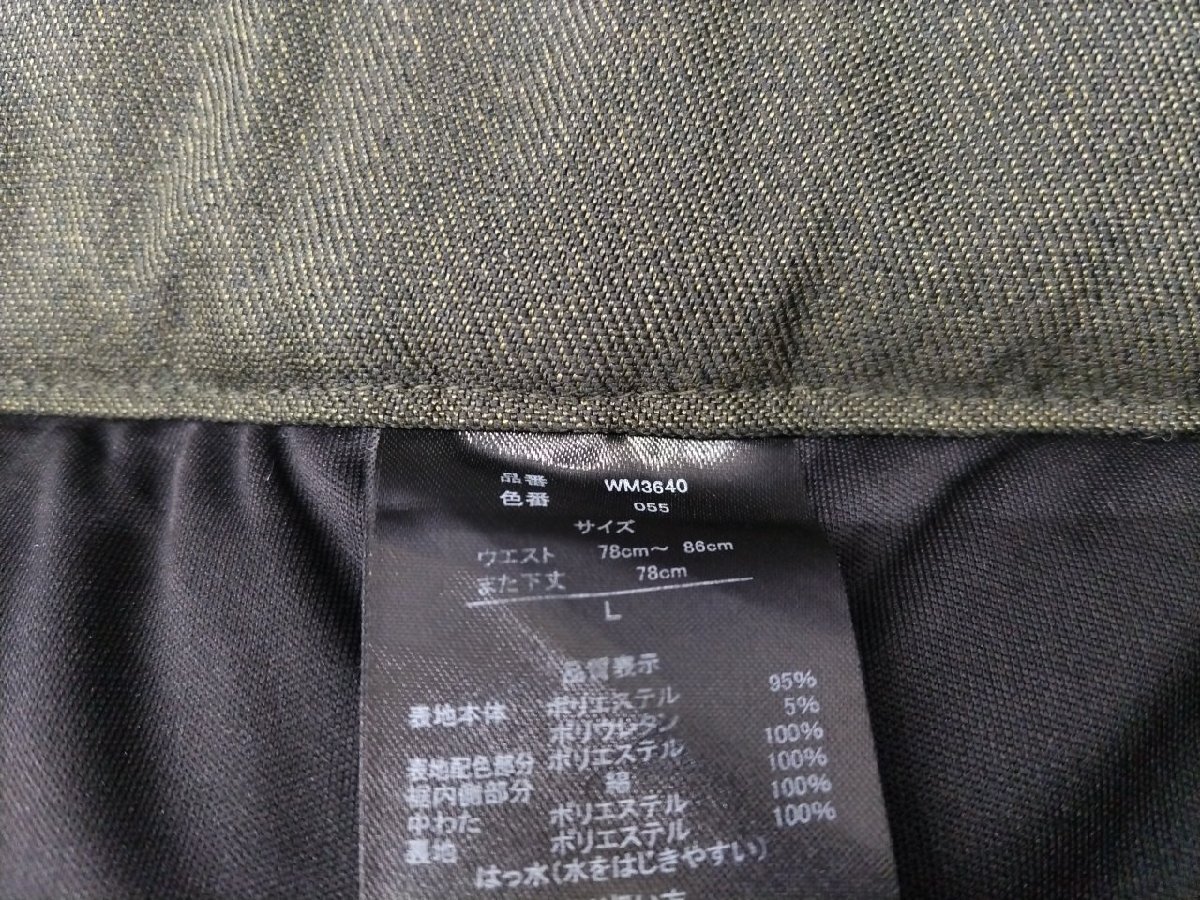 品番 WM3640
色番 055
サイズ
ウエスト 78cm～ 86cm
また下丈 78cm
L
品質表示
表地本体 ポリエステル 95%
ポリウレタン 5%
表地配色部分 ポリエステル 100%
裾内側部分 綿 100%
中わた ポリエステル 100%
裏地 ポリエステル 100%
はっ水(水をはじきやすい)